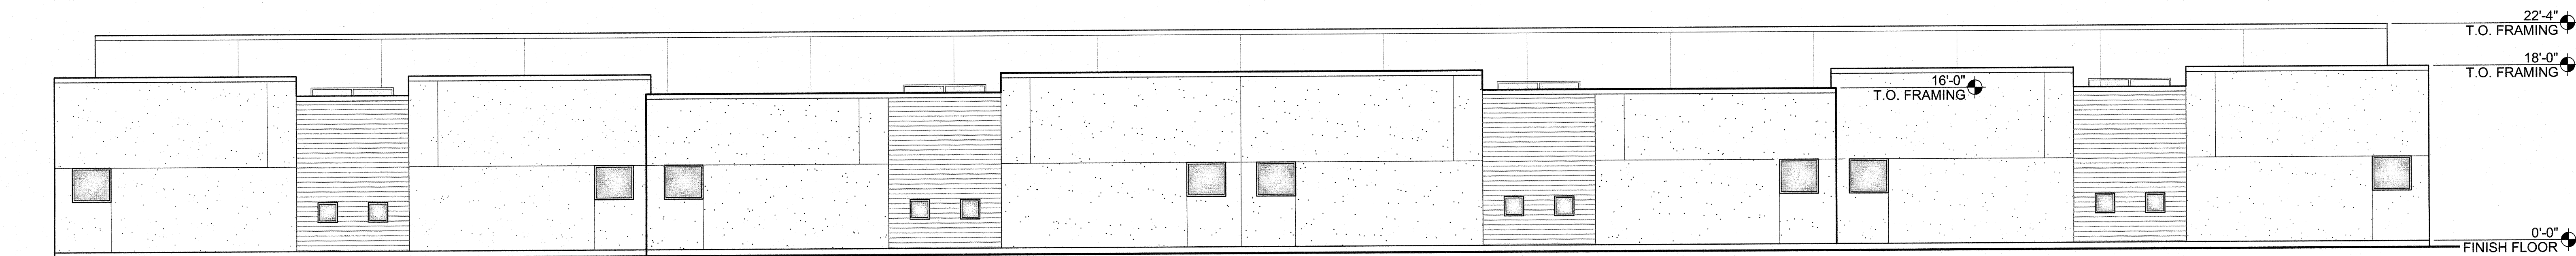 22'-4"
T.O. FRAMING
18'-0"
T.O. FRAMING
16'-0"
T.O. FRAMING
0'-0"
FINISH FLOOR